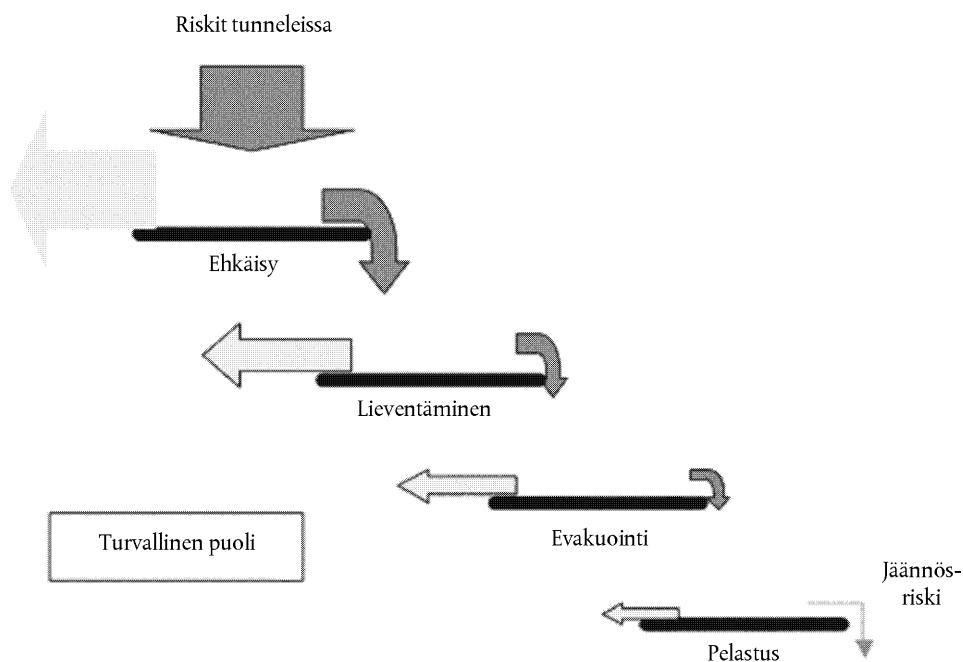 Riskit tunneleissa
Ehkäisy
Lieventäminen
Evakuointi
Turvallinen puoli
Jäännös-
riski
Pelastus